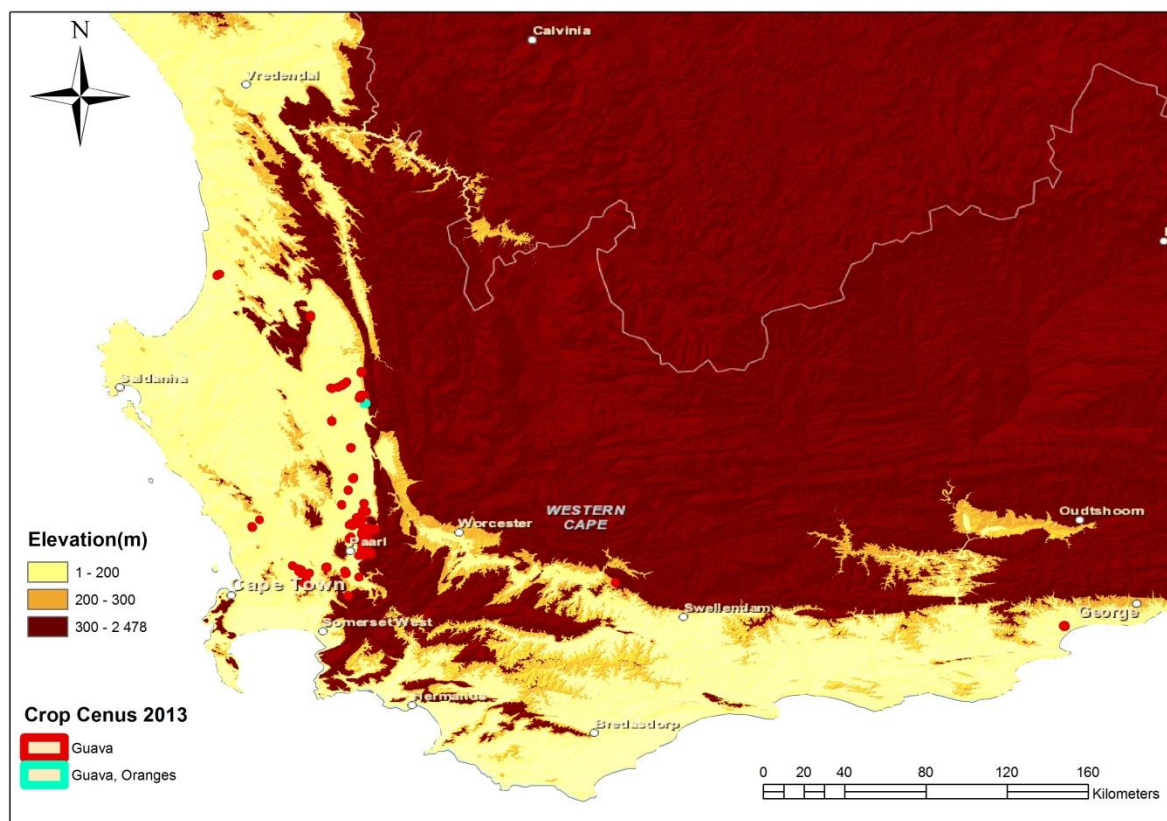 N
Calvinia
Vredendal
Saldanha
WESTERN
CAPE
Worcester
Oudtshoorn
Paarl
Cape Town
Somerset West
Swellendam
George
Hermanus
Bredasdorp
Elevation(m)
1 - 200
200 - 300
300 - 2 478
Crop Cenus 2013
Guava
Guava, Oranges
0 20 40 80 120 160
Kilometers